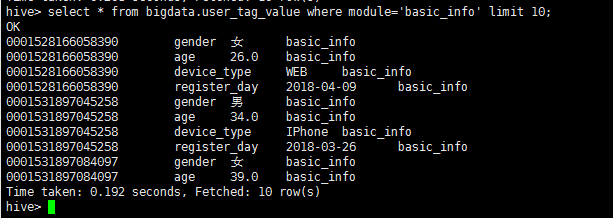 hive> select * from bigdata.user_tag_value where module='basic_info' limit 10;
OK
0001528166058390 gender 女 basic_info
0001528166058390 age 26.0 basic_info
0001528166058390 device_type WEB basic_info
0001528166058390 register_day 2018-04-09 basic_info
0001531897045258 gender 男 basic_info
0001531897045258 age 34.0 basic_info
0001531897045258 device_type IPhone basic_info
0001531897045258 register_day 2018-03-26 basic_info
0001531897084097 gender 女 basic_info
0001531897084097 age 39.0 basic_info
Time taken: 0.192 seconds, Fetched: 10 row(s)
hive>